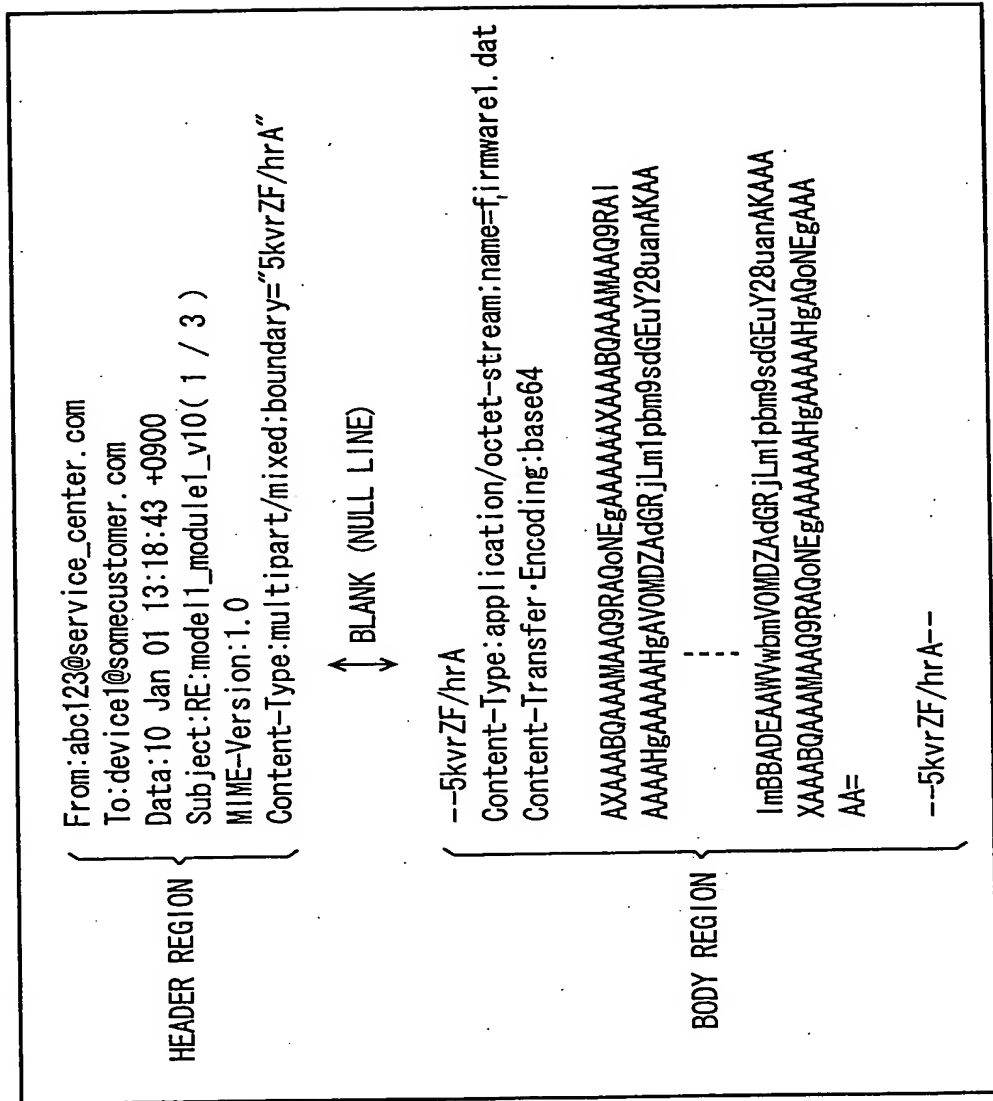 HEADER REGION
From:abc123@service_center.com
To:device1@somecustomer.com
Data:10 Jan 01 13:18:43 +0900
Subject:RE:model1_module1_v10( 1 / 3 )
MIME-Version:1.0
Content-Type:multipart/mixed;boundary="5kvrZF/hrA"
BLANK (NULL LINE)
BODY REGION
--5kvrZF/hrA
Content-Type:application/octet-stream;name=firmware1.dat
Content-Transfer-Encoding:base64
AXAAABQAAAMAAQ9RAQoNEgAAAAAAXAAABQAAAMAAQ9RAI
AAAAAHgAAAAAHgAVOMDZAdGRjLm1pbm9sdGEuY28uanAKAA
ImBBADEAAWVwbmVOMDZAdGRjLm1pbm9sdGEuY28uanAKAAA
XAAABQAAAMAAQ9RAQoNEgAAAAAAHgAAAAAHgAQoNEgAAA
AA=
--5kvrZF/hrA--